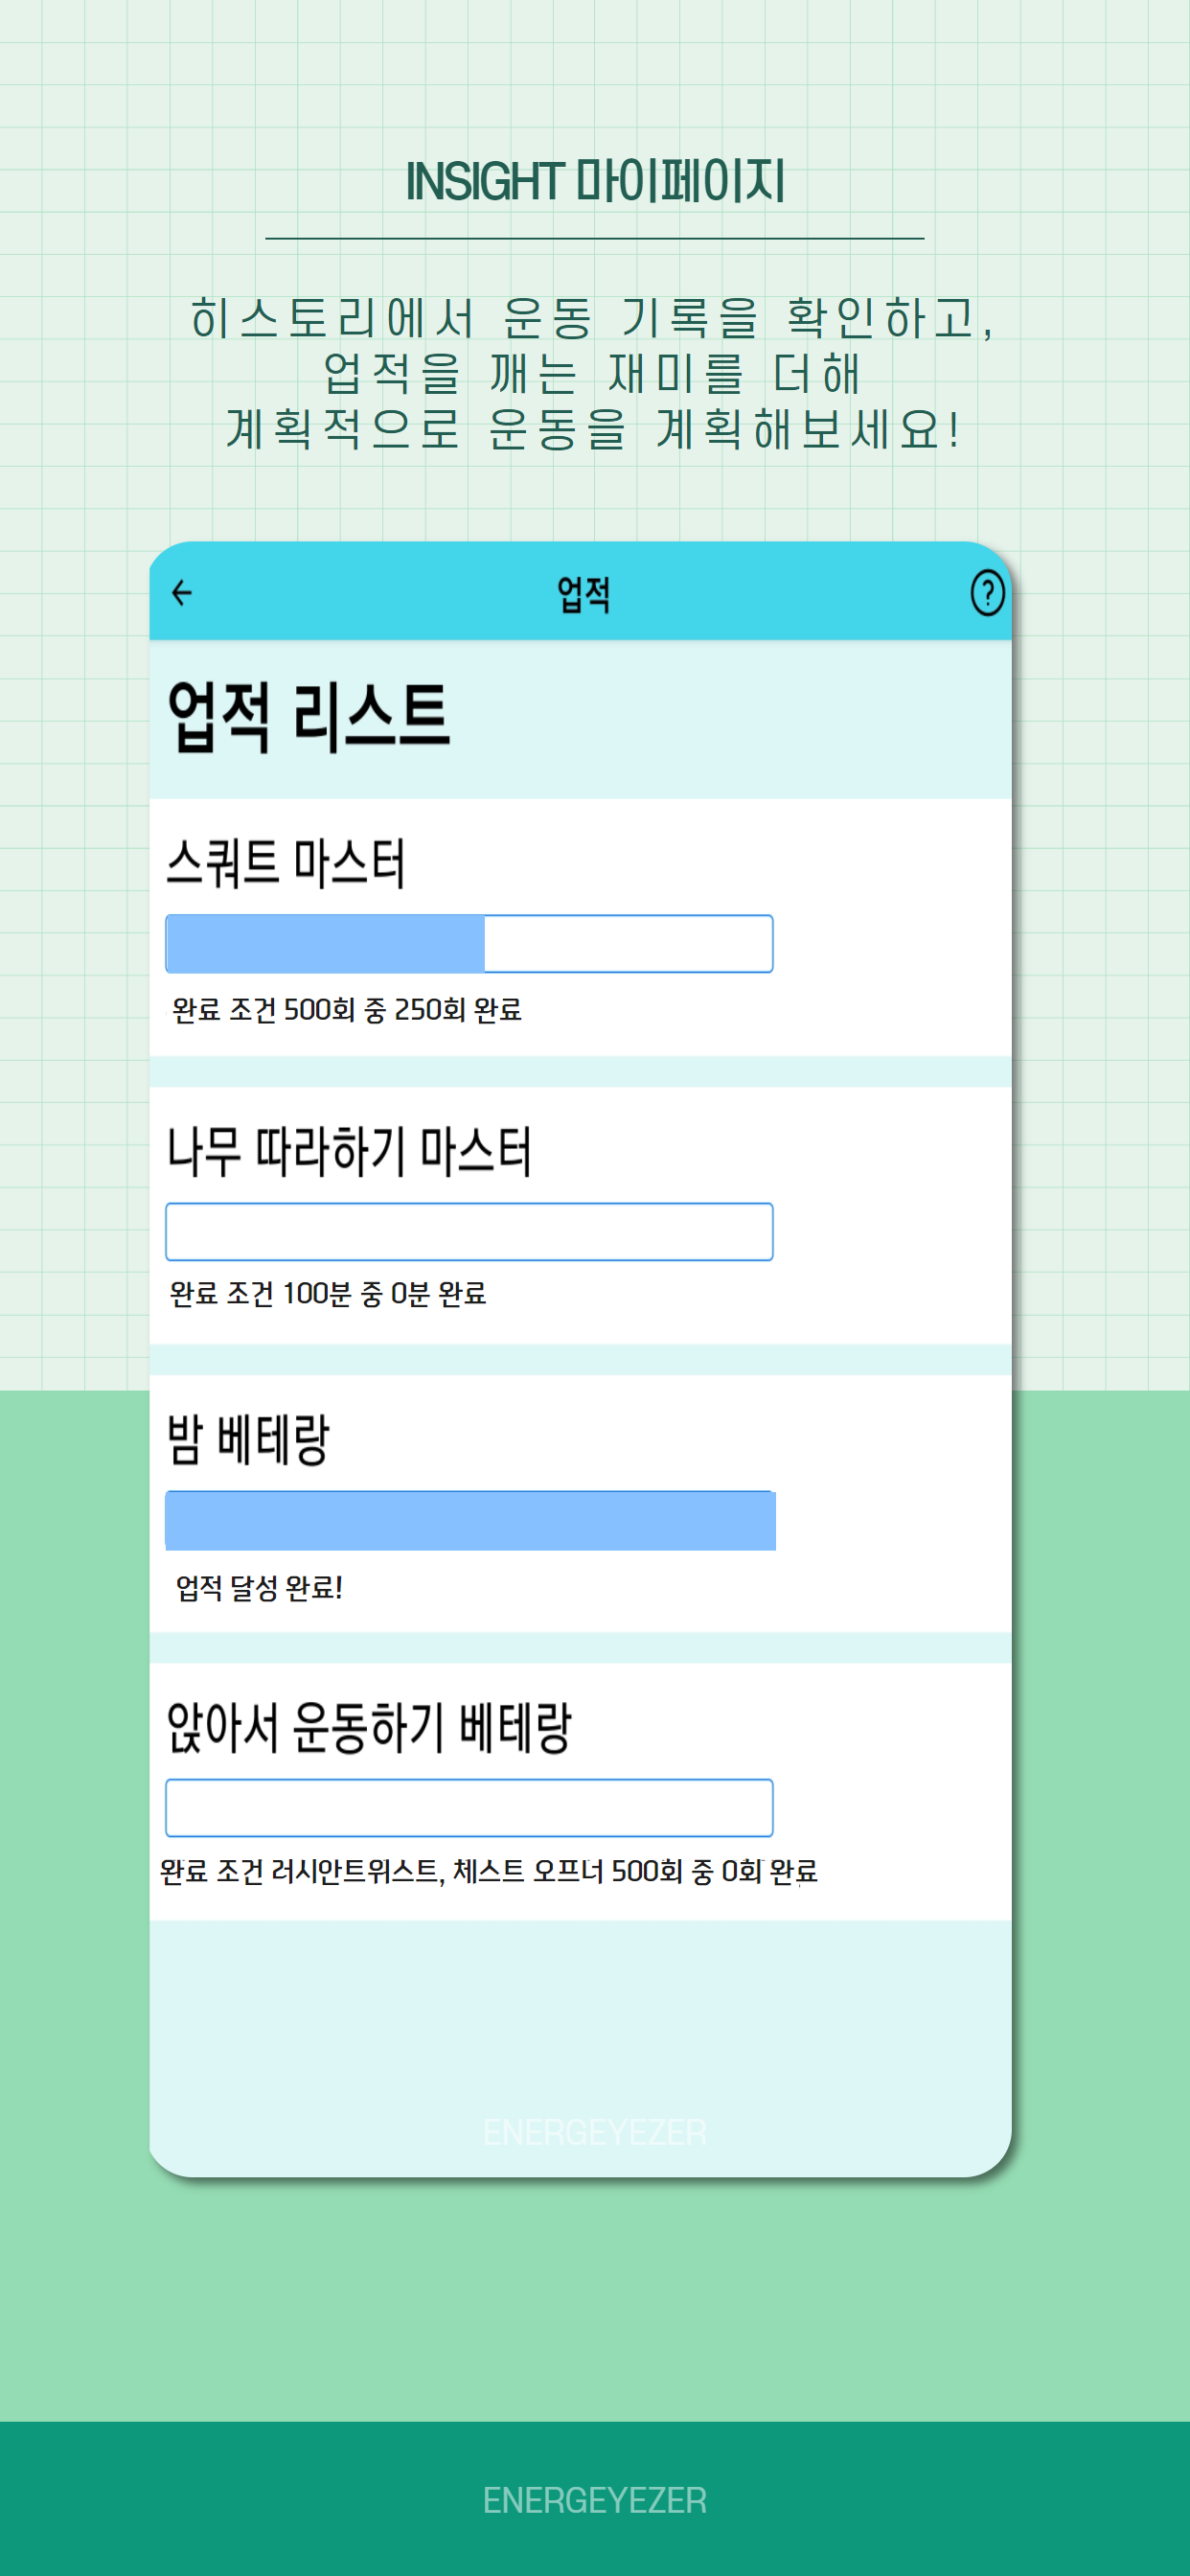 INSIGHT 마이페이지
히스토리에서 운동 기록을 확인하고,
업적을 깨는 재미를 더해
계획적으로 운동을 계획해보세요!
업적
?
업적 리스트
스쿼트 마스터
완료 조건 500회 중 250회 완료
나무 따라하기 마스터
완료 조건 100분 중 0분 완료
밤 베테랑
업적 달성 완료!
앉아서 운동하기 베테랑
완료 조건 러시안트위스트, 체스트 오프너 500회 중 0회 완료
ENERGEYEZER
ENERGEYEZER